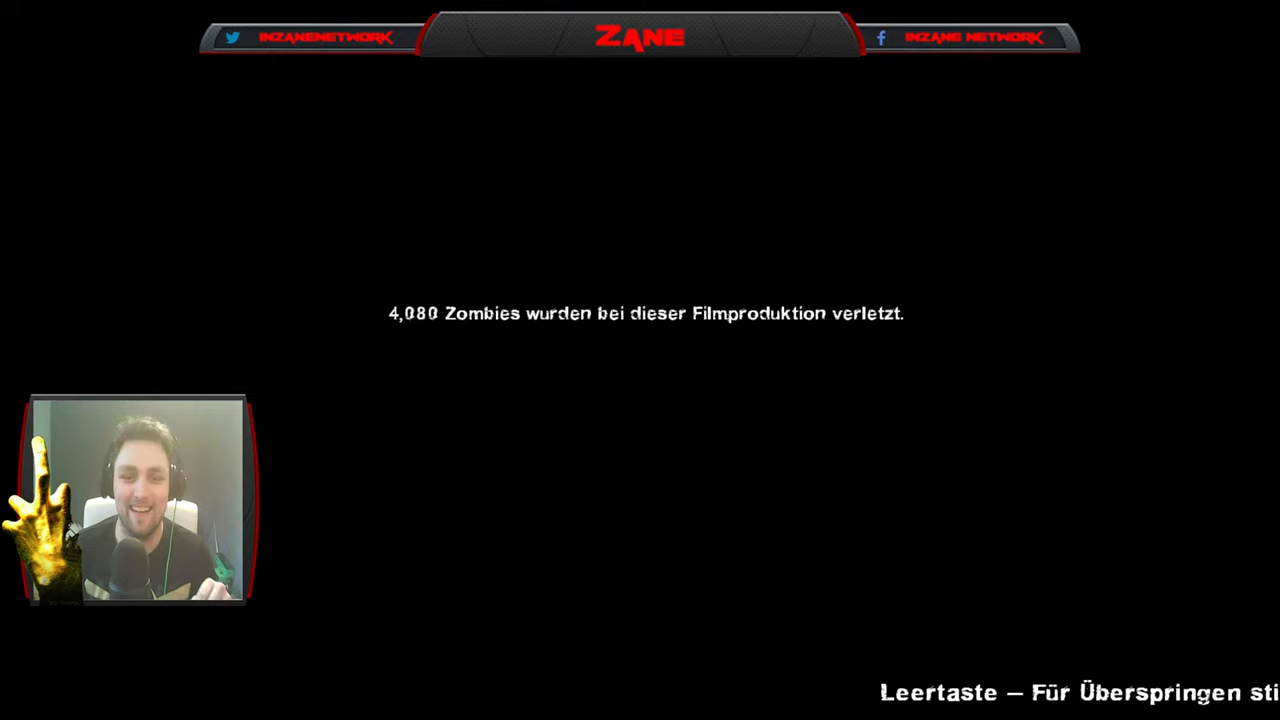 INZANENETWORK
ZANE
INZANE NETWORK
4,080 Zombies wurden bei dieser Filmproduktion verletzt.
Leertaste – Für Überspringen sti